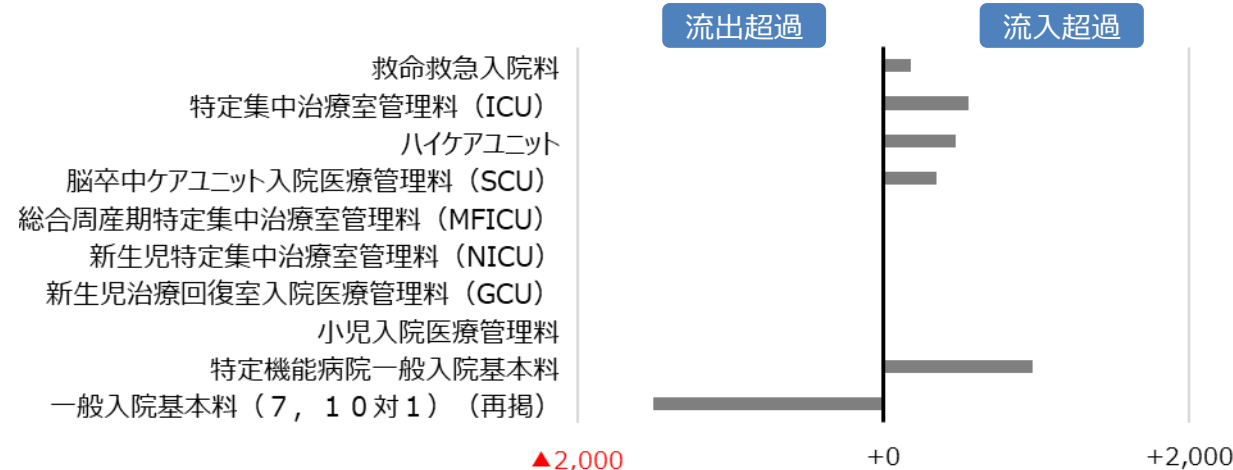 流出超過
流入超過
救命救急入院料
特定集中治療室管理料（ICU）
ハイケアユニット
脳卒中ケアユニット入院医療管理料（SCU）
総合周産期特定集中治療室管理料（MFICU）
新生児特定集中治療室管理料（NICU）
新生児治療回復室入院医療管理料（GCU）
小児入院医療管理料
特定機能病院一般入院基本料
一般入院基本料（７，１０対１）（再掲）
▲2,000
+0
+2,000